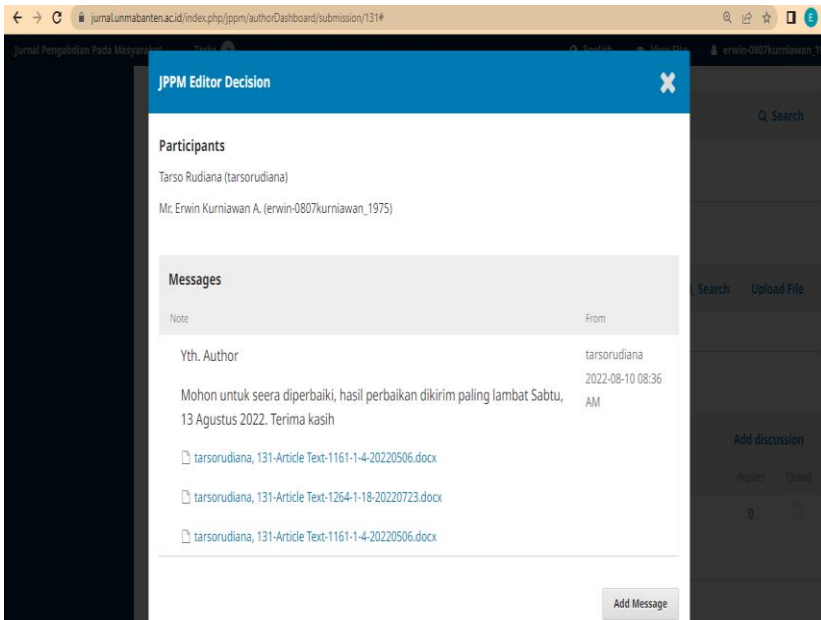 jurnal.unmabanten.ac.id/index.php/jppm/authorDashboard/submission/131#
E
Jurnal Pengabdian Pada Masyarakat Tasks English View Site erwin-0807kurniawan_1
JPPM Editor Decision
Search
Participants
Tarso Rudiana (tarsorudiana)
Mr. Erwin Kurniawan A. (erwin-0807kurniawan_1975)
Messages
Search Upload File
Note From
Yth. Author
tarsorudiana
2022-08-10 08:36
AM
Mohon untuk seera diperbaiki, hasil perbaikan dikirim paling lambat Sabtu,
13 Agustus 2022. Terima kasih
Add discussion
tarsorudiana, 131-Article Text-1161-1-4-20220506.docx
Replies Closed
tarsorudiana, 131-Article Text-1264-1-18-20220723.docx
0
tarsorudiana, 131-Article Text-1161-1-4-20220506.docx
Add Message